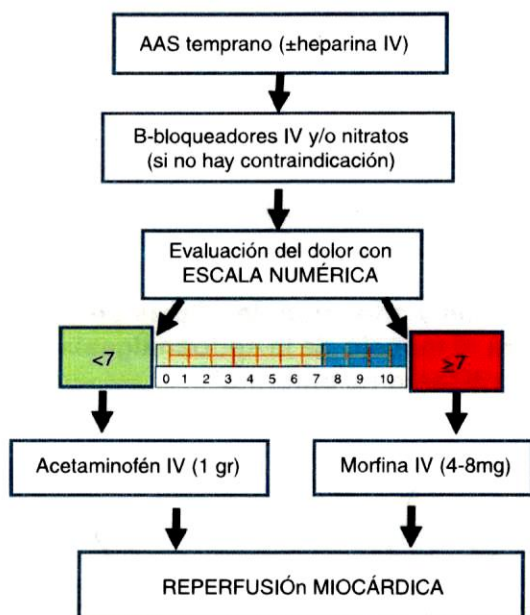 AAS temprano (±heparina IV)
B-bloqueadores IV y/o nitratos
(si no hay contraindicación)
Evaluación del dolor con
ESCALA NUMÉRICA
<7
≥7
0 1 2 3 4 5 6 7 8 9 10
Acetaminofén IV (1 gr)
Morfina IV (4-8mg)
REPERFUSIÓn MIOCÁRDICA